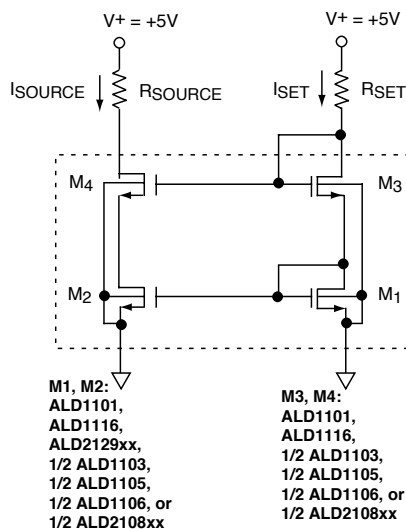 V+ = +5V
V+ = +5V
ISOURCE
RSOURCE
ISET
RSET
M4
M3
M2
M1
M1, M2:
ALD1101,
ALD1116,
ALD2129xx,
1/2 ALD1103,
1/2 ALD1105,
1/2 ALD1106, or
1/2 ALD2108xx
M3, M4:
ALD1101,
ALD1116,
1/2 ALD1103,
1/2 ALD1105,
1/2 ALD1106, or
1/2 ALD2108xx